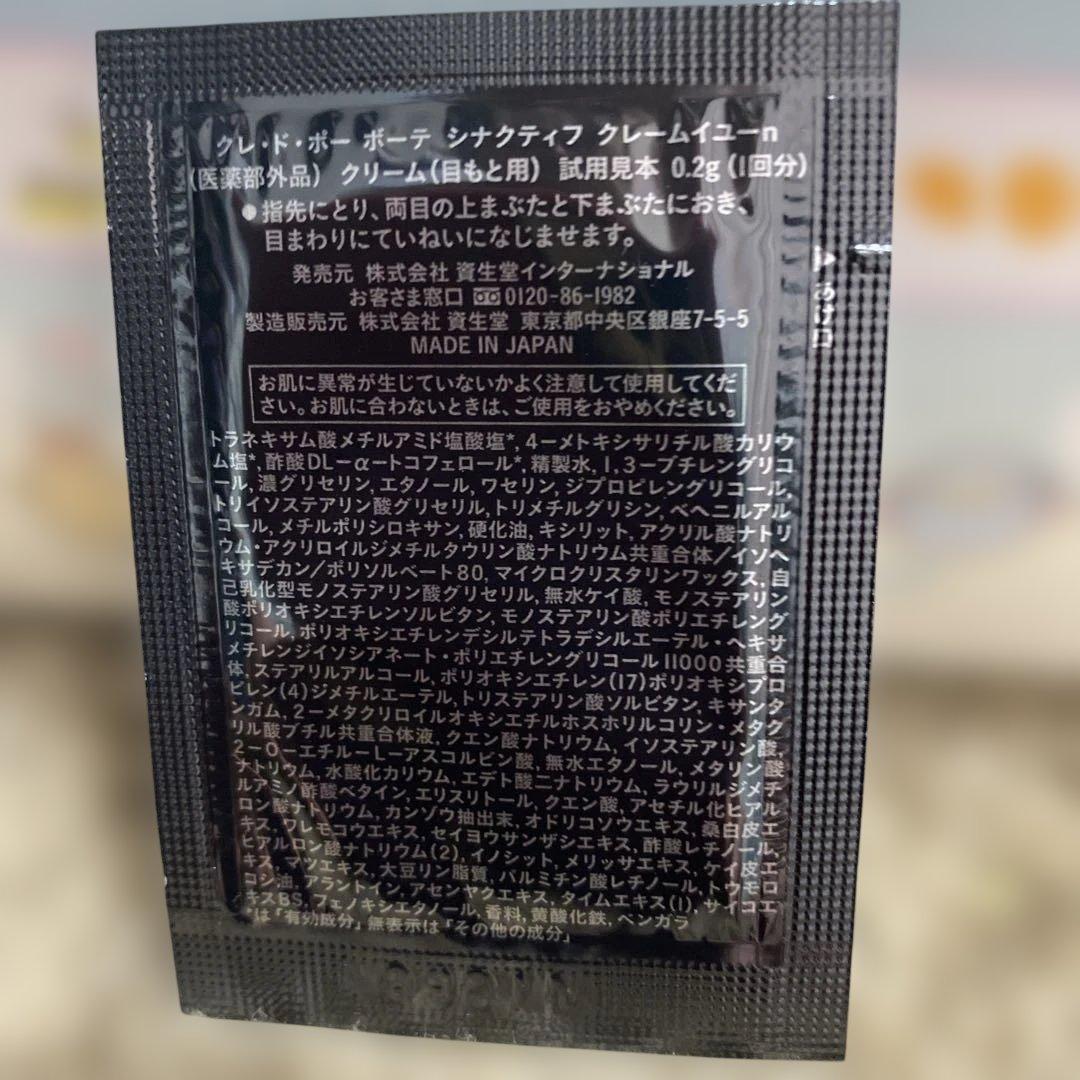 クレ・ド・ポー ボーテ シナクティフ クレームイユーn
(医薬部外品) クリーム(目もと用) 試用見本 0.2g(1回分)
●指先にとり、両目の上まぶたと下まぶたにおき、
目まわりにていねいになじませます。
発売元 株式会社 資生堂インターナショナル
お客さま窓口 0120-86-1982
製造販売元 株式会社 資生堂 東京都中央区銀座7-5-5
MADE IN JAPAN
あけ口
お肌に異常が生じていないかよく注意して使用してくだ
さい。お肌に合わないときは、ご使用をおやめください。
トラネキサム酸メチルアミド塩酸塩*, 4−メトキシサリチル酸カリウ
ム塩*, 酢酸DL−α−トコフェロール*, 精製水, 1, 3−ブチレングリコ
ール, 濃グリセリン, エタノール, ワセリン, ジプロピレングリコール,
トリイソステアリン酸グリセリル, トリメチルグリシン, ベヘニルアル
コール, メチルポリシロキサン, 硬化油, キシリット, アクリル酸ナトリ
ウム・アクリロイルジメチルタウリン酸ナトリウム共重合体/イソヘ
キサデカン/ポリソルベート80, マイクロクリスタリンワックス, 自
己乳化型モノステアリン酸グリセリル, 無水ケイ酸, モノステアリン
酸ポリオキシエチレンソルビタン, モノステアリン酸ポリエチレング
リコール, ポリオキシエチレンデシルテトラデシルエーテル・ヘキサ
メチレンジイソシアネート・ポリエチレングリコール11000共重合
体, ステアリルアルコール, ポリオキシエチレン(17)ポリオキシプロ
ピレン(4)ジメチルエーテル, トリステアリン酸ソルビタン, キサンタ
ンガム, 2−メタクリロイルオキシエチルホスホリルコリン・メタク
リル酸ブチル共重合体液, クエン酸ナトリウム, イソステアリン酸,
2−O−エチル−L−アスコルビン酸, 無水エタノール, メタリン酸
ナトリウム, 水酸化カリウム, エデト酸二ナトリウム, ラウリルジメチ
ルアミノ酢酸ベタイン, エリスリトール, クエン酸, アセチル化ヒアル
ロン酸ナトリウム, カンゾウ抽出末, オドリコソウエキス, 桑白皮エ
キス, ワレモコウエキス, セイヨウサンザシエキス, 酢酸レチノール,
ヒアルロン酸ナトリウム(2), イノシット, メリッサエキス, ケイ皮エ
キス, マツエキス, 大豆リン脂質, パルミチン酸レチノール, トウモロ
コシ油, アラントイン, アセンヤクエキス, タイムエキス(1), サイコエ
キスBS, フェノキシエタノール, 香料, 黄酸化鉄, ベンガラ
*は「有効成分」無表示は「その他の成分」